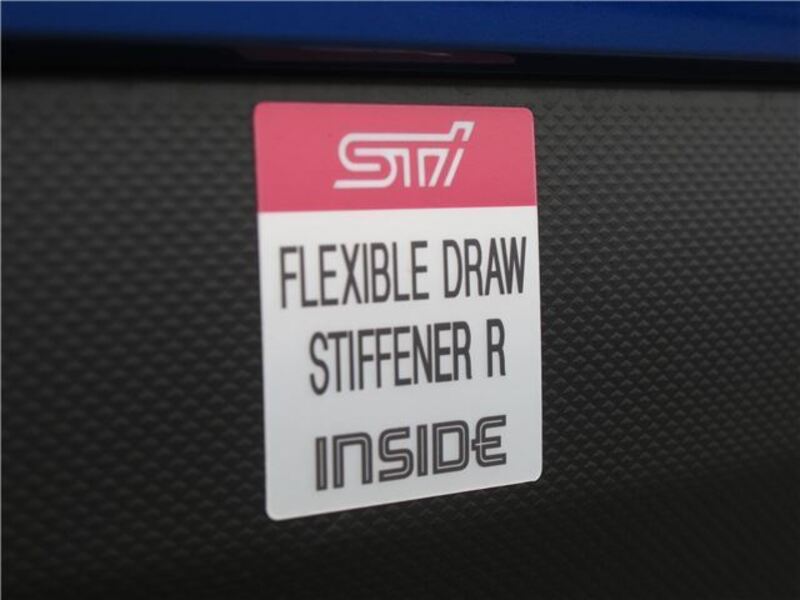 STi
FLEXIBLE DRAW
STIFFENER R
INSIDE